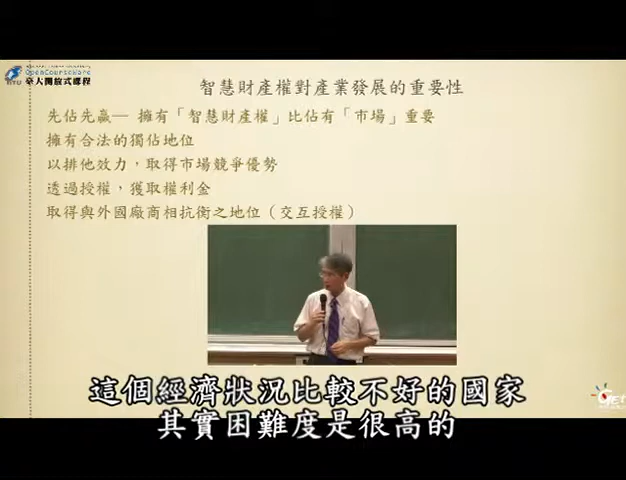 OpenCourseWare
NTU 臺大開放式課程
智慧財產權對產業發展的重要性
先佔先贏— 擁有「智慧財產權」比佔有「市場」重要
擁有合法的獨佔地位
以排他效力，取得市場競爭優勢
透過授權，獲取權利金
取得與外國廠商相抗衡之地位（交互授權）
這個經濟狀況比較不好的國家
其實困難度是很高的